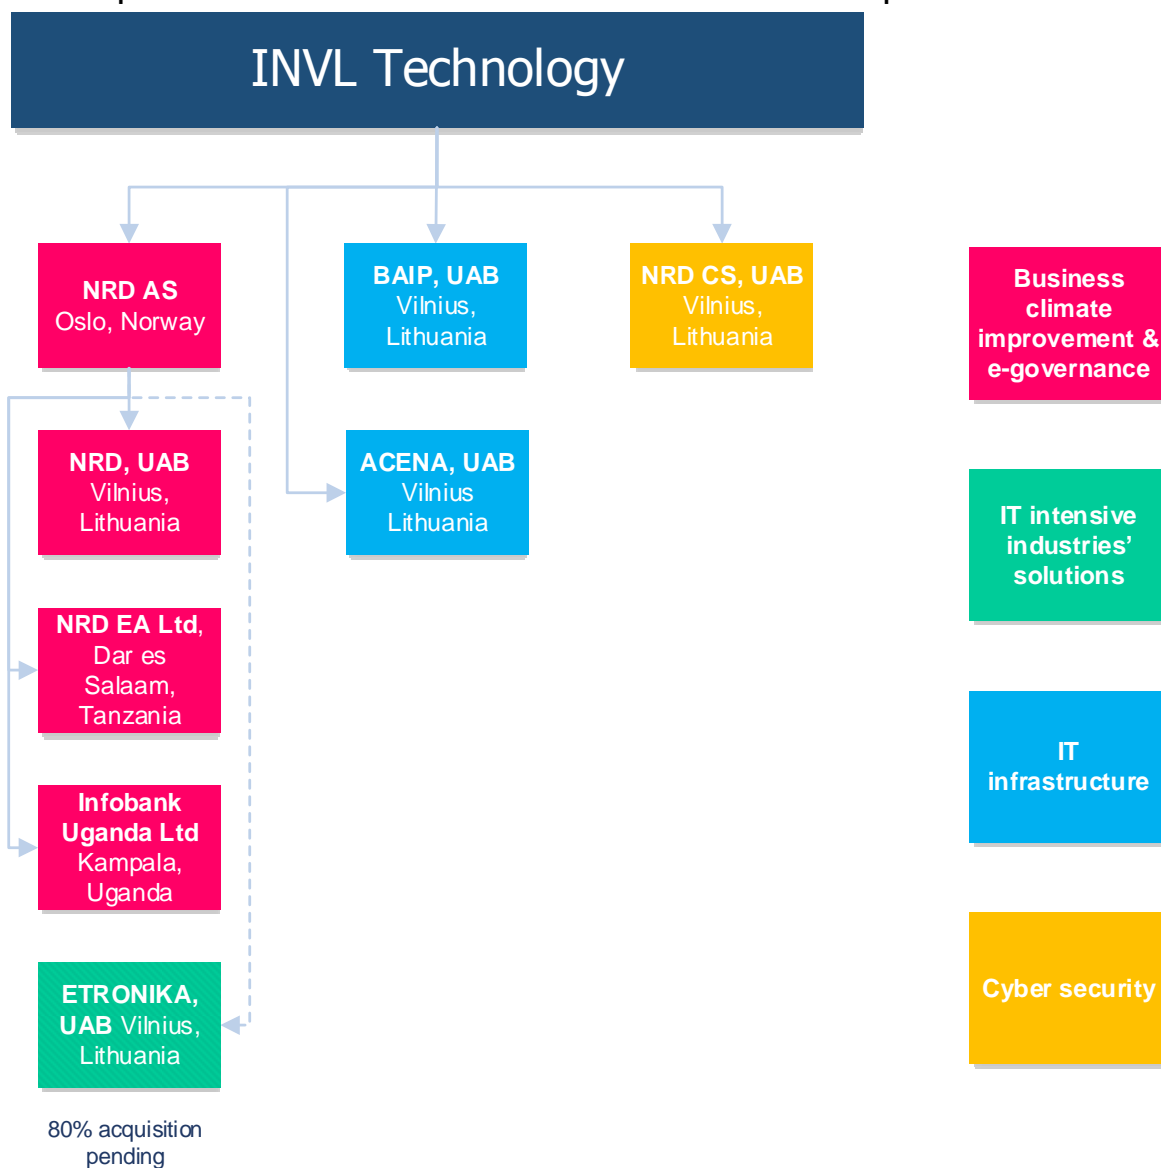 INVL Technology
NRD AS
Oslo, Norway
BAIP, UAB
Vilnius,
Lithuania
NRD CS, UAB
Vilnius,
Lithuania
Business
climate
improvement &
e-governance
NRD, UAB
Vilnius,
Lithuania
ACENA, UAB
Vilnius
Lithuania
IT intensive
industries’
solutions
NRD EA Ltd,
Dar es
Salaam,
Tanzania
IT
infrastructure
Infobank
Uganda Ltd
Kampala,
Uganda
ETRONIKA,
UAB Vilnius,
Lithuania
Cyber security
80% acquisition
pending